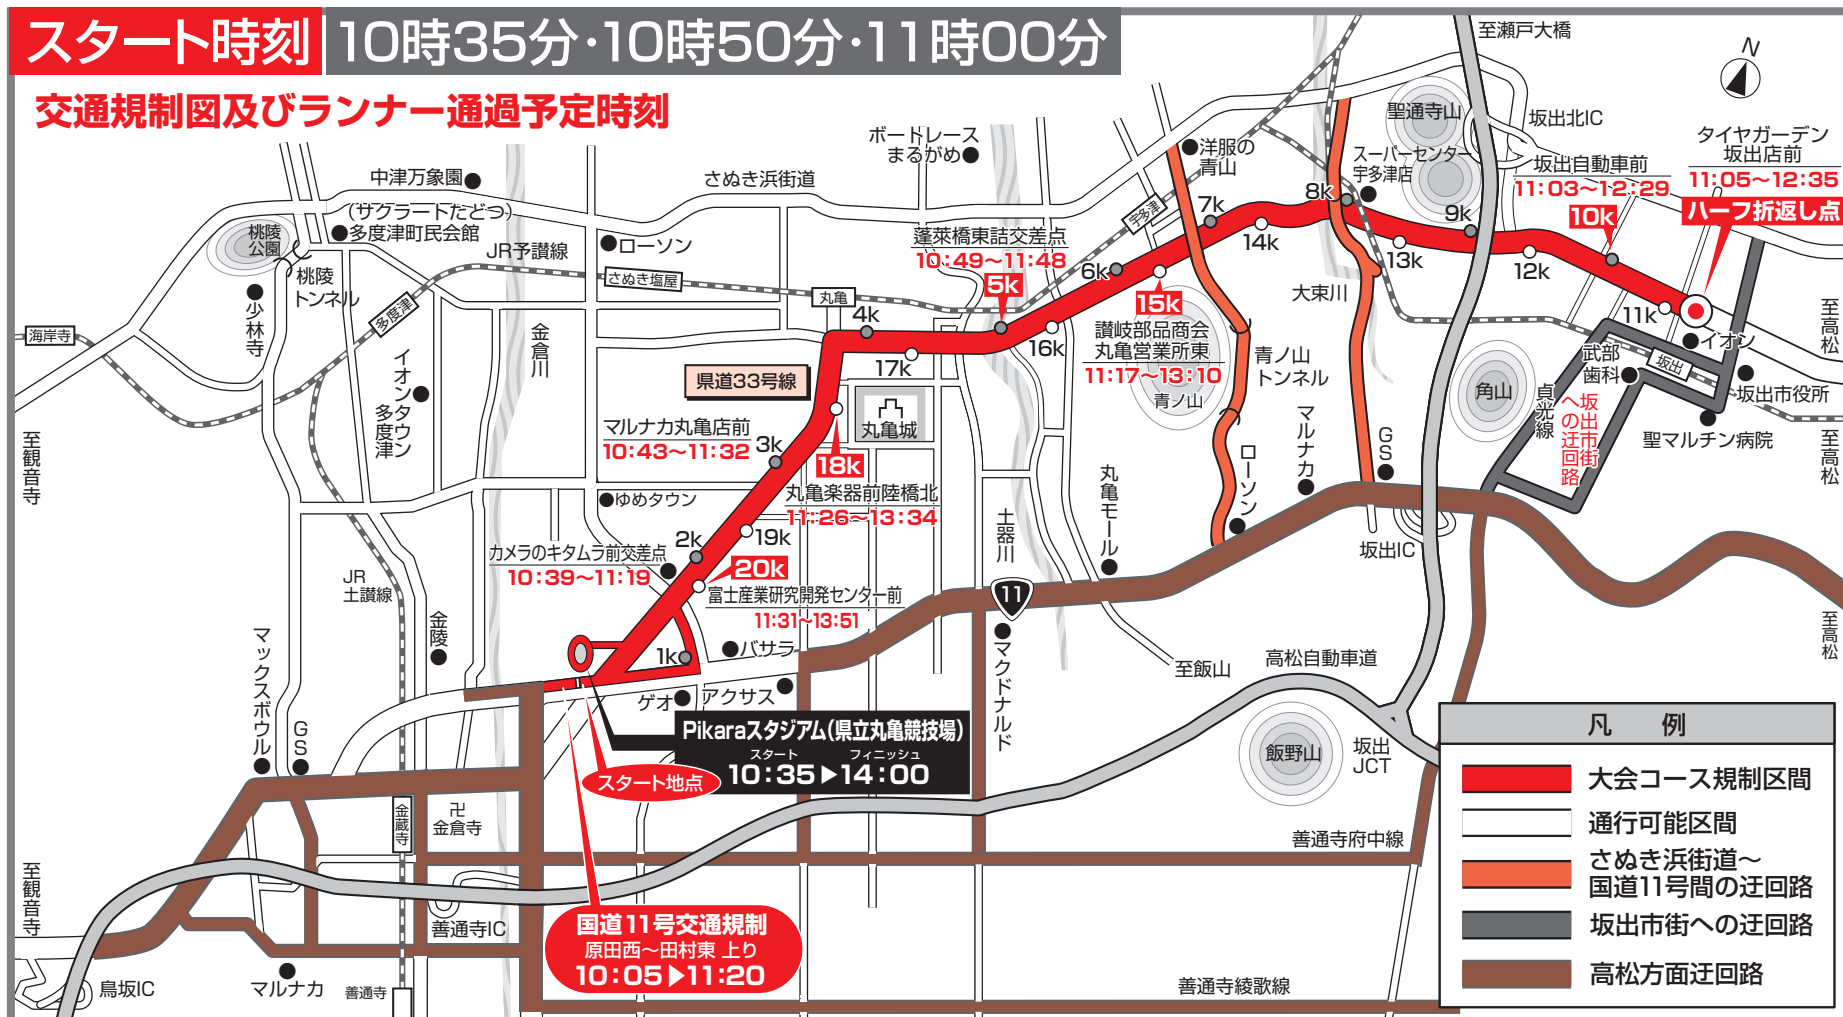 スタート時刻 10時35分・10時50分・11時00分
交通規制図及びランナー通過予定時刻
至瀬戸大橋
N
聖通寺山
坂出北IC
タイヤガーデン
坂出店前
11:05～12:35
ハーフ折返し点
坂出自動車前
11:03～12:29
10k
スーパーセンター
宇多津店
洋服の
青山
ボートレース
まるがめ
中津万象園
さぬき浜街道
(サクラートたどつ)
多度津町民会館
桃陵
公園
桃陵
トンネル
JR予讃線
ローソン
さぬき塩屋
丸亀
宇多津
多度津
海岸寺
少林寺
イオンタウン
多度津
金倉川
蓬萊橋東詰交差点
10:49～11:48
5k
4k
6k
7k
8k
9k
11k
12k
13k
14k
15k
16k
17k
讃岐部品商会
丸亀営業所東
11:17～13:10
青ノ山
青ノ山
トンネル
大束川
イオン
至高松
武部
歯科
坂出
坂出市役所
聖マルチン病院
角山
貞光線
坂出市街
への迂回路
至高松
県道33号線
丸亀城
マルナカ丸亀店前
10:43～11:32
3k
18k
丸亀楽器前陸橋北
11:26～13:34
ゆめタウン
19k
2k
カメラのキタムラ前交差点
10:39～11:19
20k
富士産業研究開発センター前
11:31～13:51
至観音寺
JR
土讃線
金陵
マックスボウル
GS
1k
バサラ
ゲオ
アクサス
土器川
丸亀モール
マルナカ
ローソン
GS
坂出IC
11
マクドナルド
至飯山
高松自動車道
至高松
Pikaraスタジアム(県立丸亀競技場)
スタート フィニッシュ
10:35▶14:00
スタート地点
飯野山
坂出
JCT
金蔵寺
卍
金倉寺
善通寺府中線
至観音寺
善通寺IC
国道11号交通規制
原田西～田村東 上り
10:05▶11:20
鳥坂IC
マルナカ
善通寺
善通寺綾歌線
凡 例
大会コース規制区間
通行可能区間
さぬき浜街道～
国道11号間の迂回路
坂出市街への迂回路
高松方面迂回路